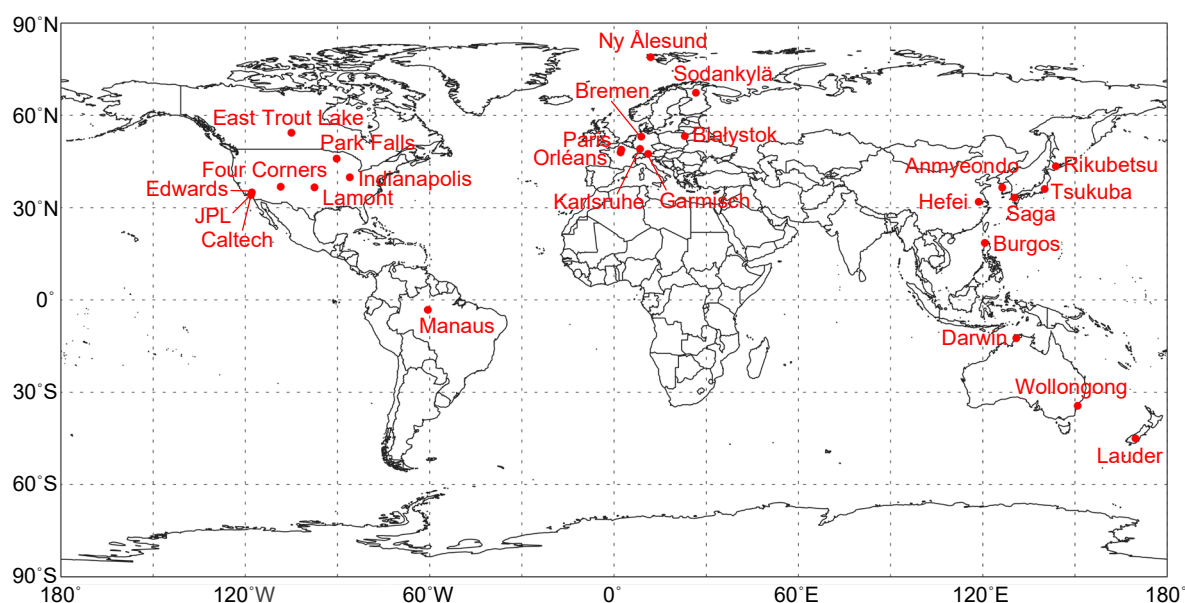 90°N
Ny Ålesund
Sodankylä
Bremen
60°N
East Trout Lake
Park Falls
Paris
Białystok
Orléans
Four Corners
Indianapolis
Anmyeondo
Rikubetsu
Edwards
Lamont
Karlsruhe
Garmisch
Hefei
Tsukuba
30°N
JPL
Saga
Caltech
Burgos
0°
Manaus
Darwin
30°S
Wollongong
Lauder
60°S
90°S
180°
120°W
60°W
0°
60°E
120°E
180°